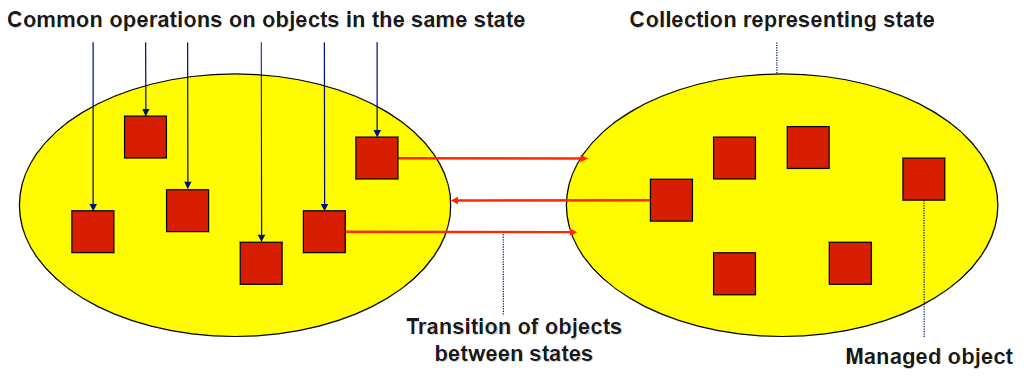 Common operations on objects in the same state
Collection representing state
Transition of objects
between states
Managed object